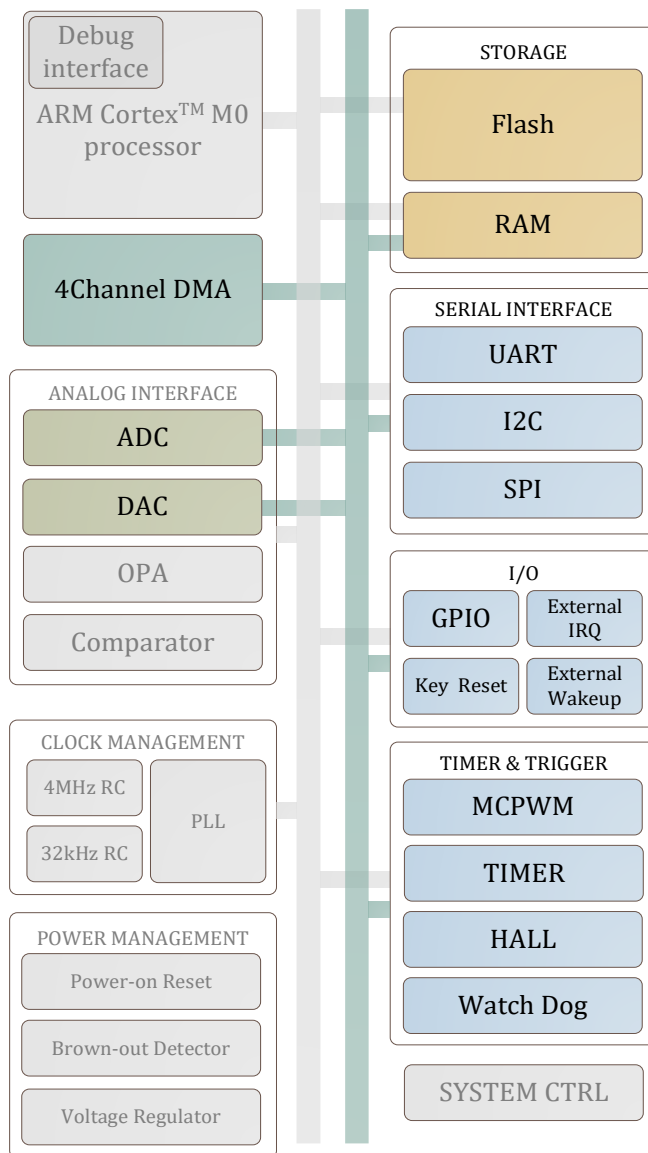 Debug
interface
ARM Cortex™ M0
processor
4Channel DMA
ANALOG INTERFACE
ADC
DAC
OPA
Comparator
CLOCK MANAGEMENT
4MHz RC
32kHz RC
PLL
POWER MANAGEMENT
Power-on Reset
Brown-out Detector
Voltage Regulator
STORAGE
Flash
RAM
SERIAL INTERFACE
UART
I2C
SPI
I/O
GPIO
External
IRQ
Key Reset
External
Wakeup
TIMER & TRIGGER
MCPWM
TIMER
HALL
Watch Dog
SYSTEM CTRL